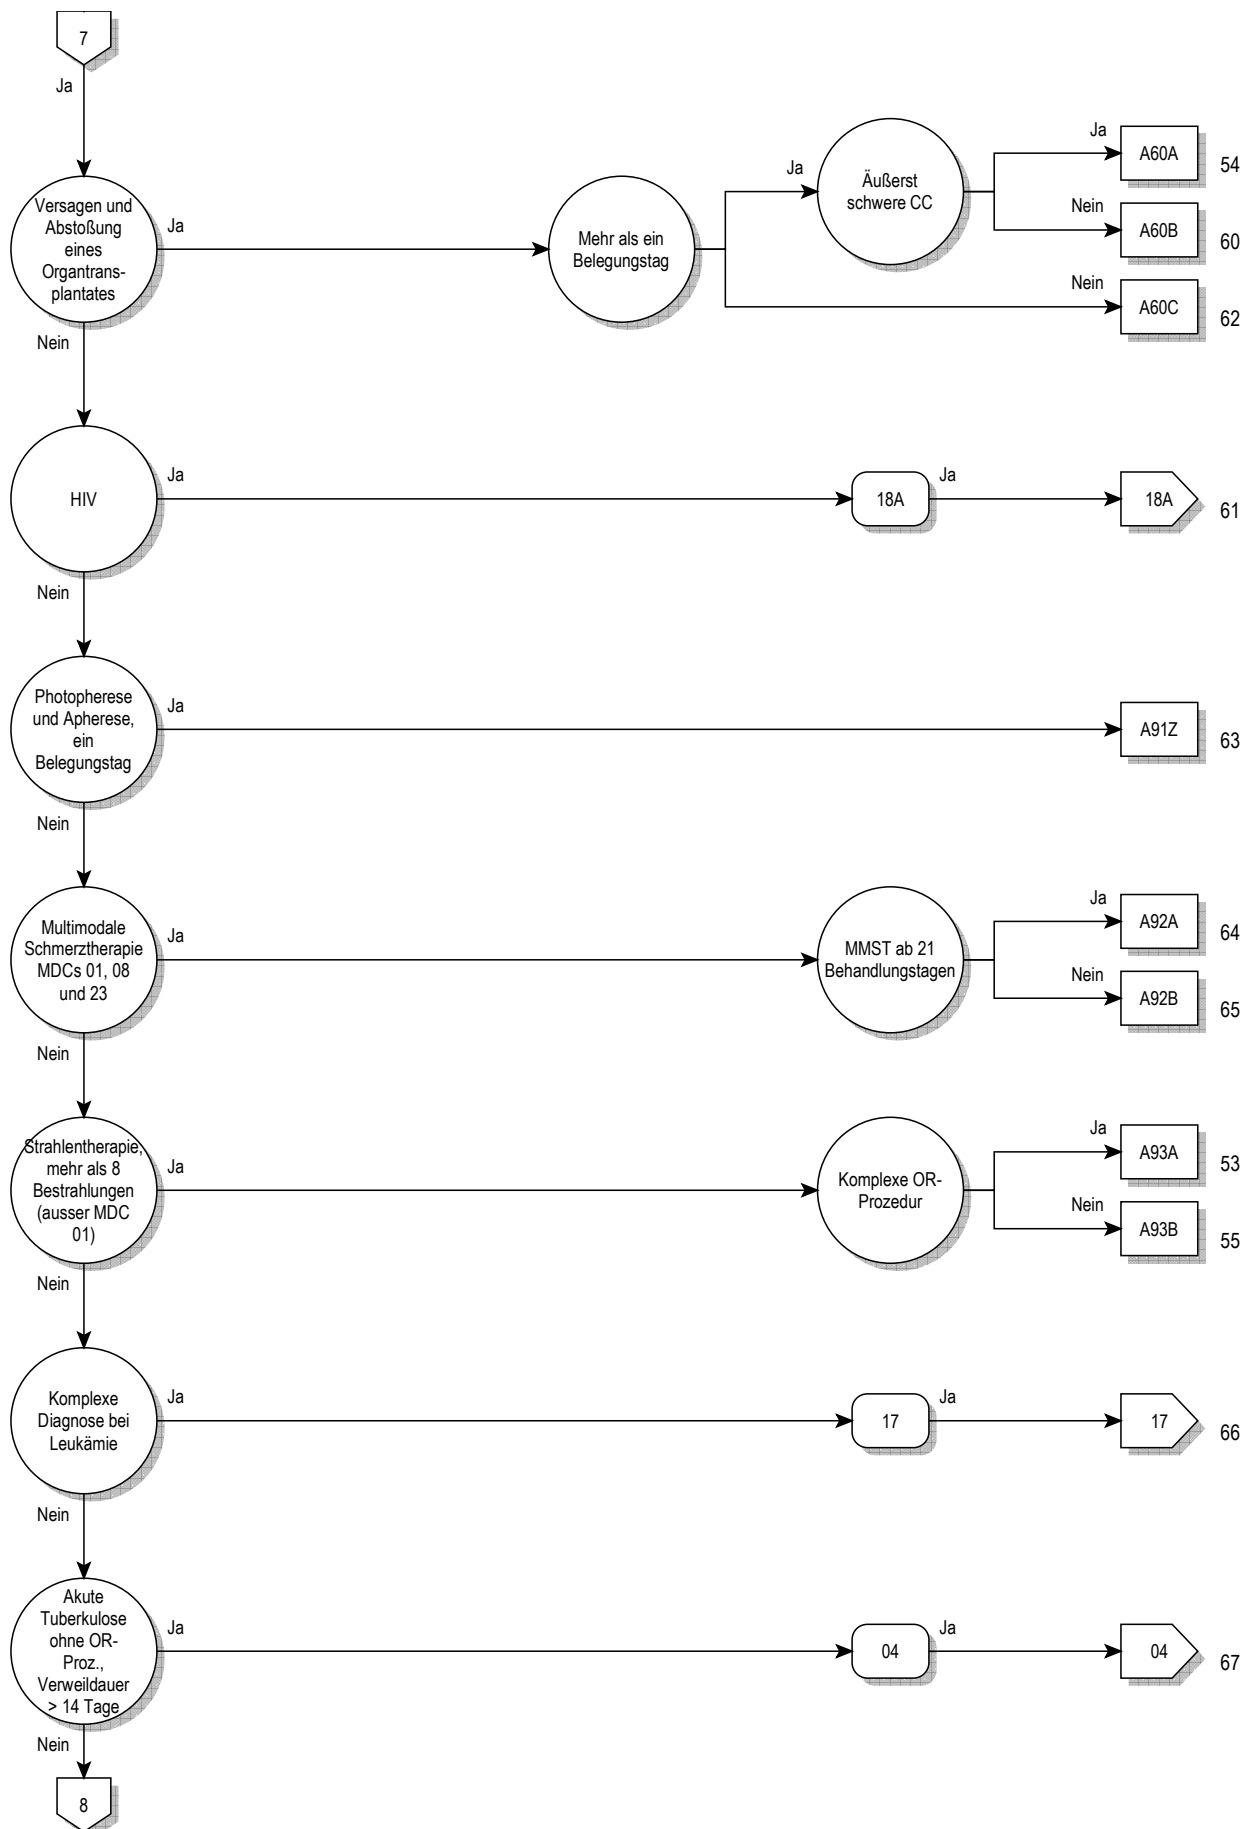 7
Ja
Versagen und
Abstoßung
eines
Organtrans-
plantates
Ja
Mehr als ein
Belegungstag
Ja
Äußerst
schwere CC
Ja
A60A
54
Nein
A60B
60
Nein
A60C
62
Nein
HIV
Ja
18A
Ja
18A
61
Nein
Photopherese
und Apherese,
ein
Belegungstag
Ja
A91Z
63
Nein
Multimodale
Schmerztherapie
MDCs 01, 08
und 23
Ja
MMST ab 21
Behandlungstagen
Ja
A92A
64
Nein
A92B
65
Nein
Strahlentherapie,
mehr als 8
Bestrahlungen
(ausser MDC
01)
Ja
Komplexe OR-
Prozedur
Ja
A93A
53
Nein
A93B
55
Nein
Komplexe
Diagnose bei
Leukämie
Ja
17
Ja
17
66
Nein
Akute
Tuberkulose
ohne OR-
Proz.,
Verweildauer
> 14 Tage
Ja
04
Ja
04
67
Nein
8